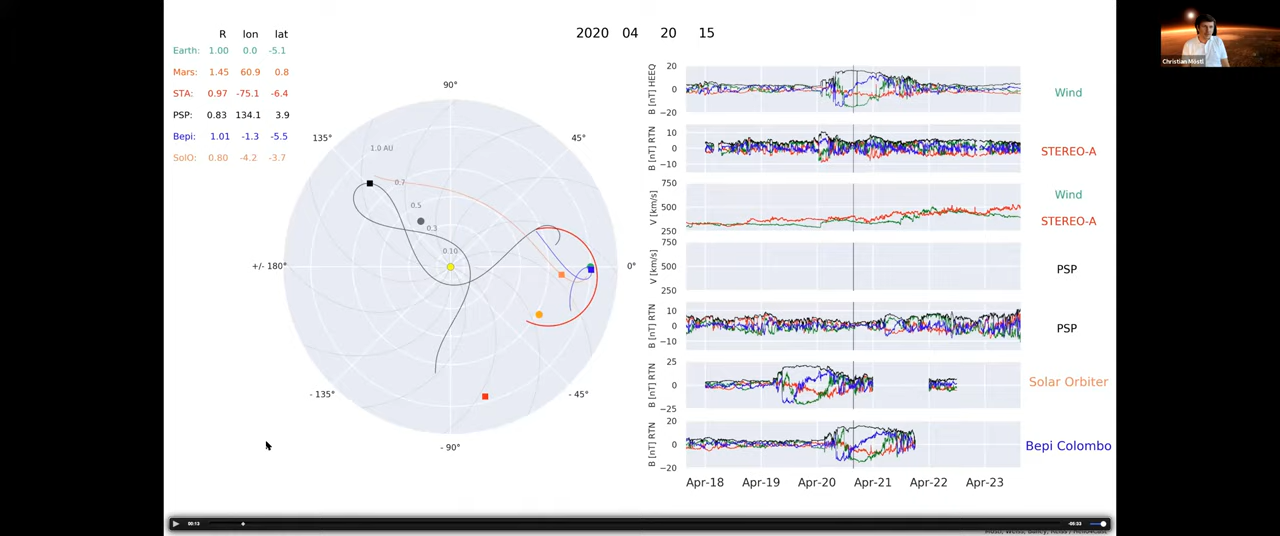 2020 04 20 15
R lon lat
Earth: 1.00 0.0 -5.1
Mars: 1.45 60.9 0.8
STA: 0.97 -75.1 -6.4
PSP: 0.83 134.1 3.9
Bepi: 1.01 -1.3 -5.5
SolO: 0.80 -4.2 -3.7
90°
135°
45°
1.0 AU
0.7
0.5
0.3
0.10
+/- 180°
0°
- 135°
- 45°
- 90°
B [nT] HEEQ
20
0
−20
Wind
B [nT] RTN
10
0
−10
STEREO-A
V [km/s]
750
500
250
Wind
STEREO-A
V [km/s]
750
500
250
PSP
B [nT] RTN
10
0
−10
PSP
B [nT] RTN
25
0
−25
Solar Orbiter
B [nT] RTN
20
0
−20
Bepi Colombo
Apr-18 Apr-19 Apr-20 Apr-21 Apr-22 Apr-23
Christian Möstl
00:13
-05:33